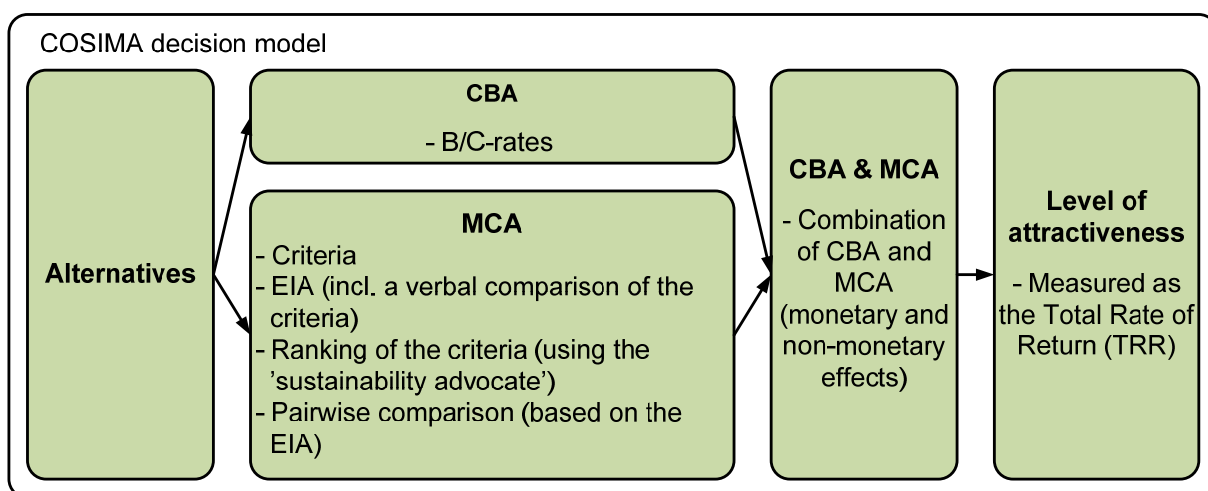 COSIMA decision model
Alternatives
CBA
- B/C-rates
MCA
- Criteria
- EIA (incl. a verbal comparison of the
criteria)
- Ranking of the criteria (using the
’sustainability advocate’)
- Pairwise comparison (based on the
EIA)
CBA & MCA
- Combination
of CBA and
MCA
(monetary and
non-monetary
effects)
Level of
attractiveness
- Measured as
the Total Rate of
Return (TRR)